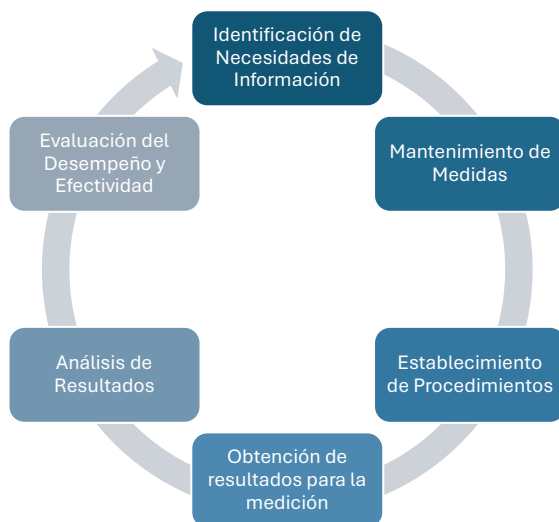 Identificación de
Necesidades de
Información
Mantenimiento de
Medidas
Establecimiento
de Procedimientos
Obtención de
resultados para la
medición
Análisis de
Resultados
Evaluación del
Desempeño y
Efectividad